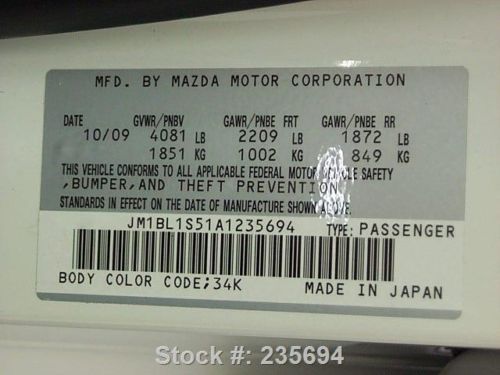 MFD. BY MAZDA MOTOR CORPORATION
DATE GVWR/PNBV GAWR/PNBE FRT GAWR/PNBE RR
10/09 4081 LB 2209 LB 1872 LB
1851 KG 1002 KG 849 KG
THIS VEHICLE CONFORMS TO ALL APPLICABLE FEDERAL MOTOR VEHICLE SAFETY
,BUMPER,AND THEFT PREVENTION
STANDARDS IN EFFECT ON THE DATE OF MANUFACTURE SHOWN ABOVE.
JM1BL1S51A1235694 TYPE: PASSENGER
BODY COLOR CODE;34K MADE IN JAPAN
Stock #: 235694